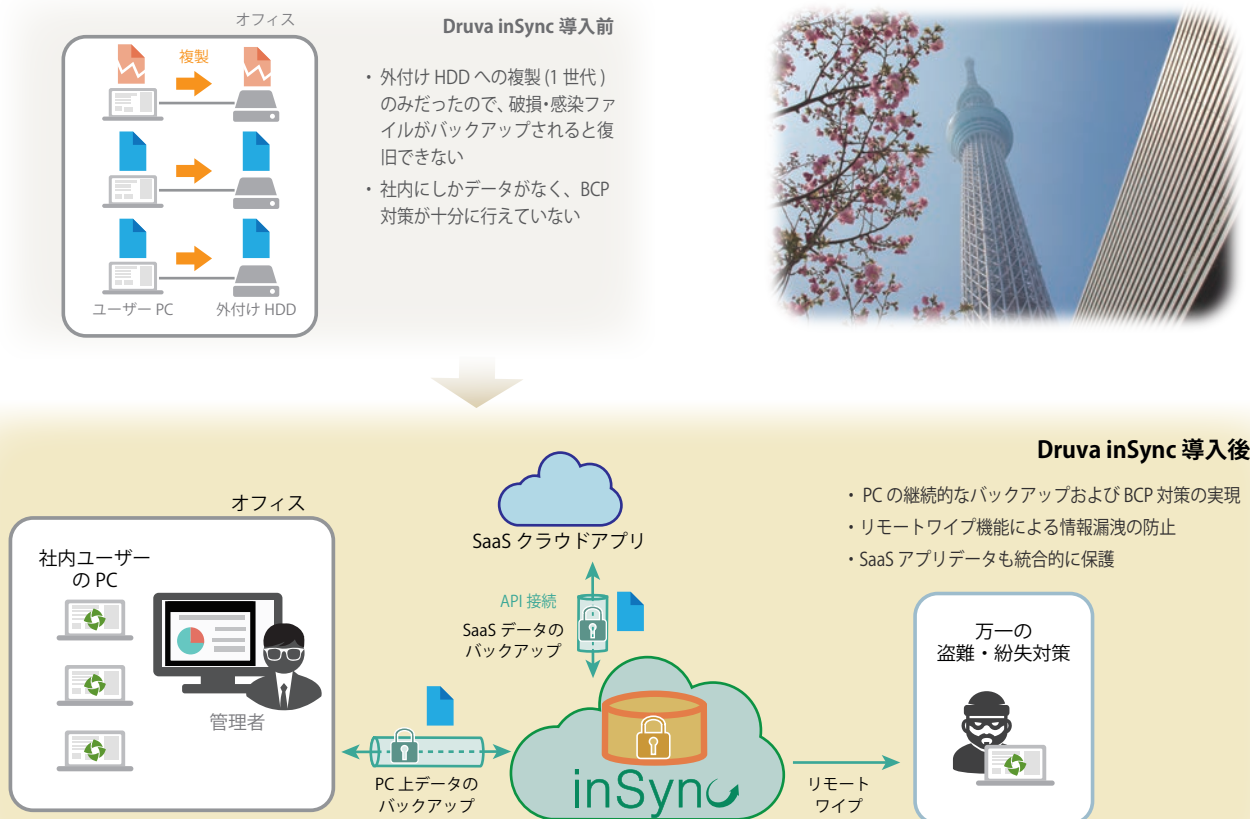 オフィス
複製
ユーザー PC
外付け HDD
Druva inSync 導入前
・外付け HDD への複製 (1 世代 )
のみだったので、破損・感染ファ
イルがバックアップされると復
旧できない
・社内にしかデータがなく、BCP
対策が十分に行えていない
Druva inSync 導入後
・ PC の継続的なバックアップおよび BCP 対策の実現
・リモートワイプ機能による情報漏洩の防止
・SaaS アプリデータも統合的に保護
オフィス
社内ユーザー
の PC
管理者
SaaS クラウドアプリ
API 接続
SaaS データの
バックアップ
PC 上データの
バックアップ
inSync
リモート
ワイプ
万一の
盗難・紛失対策